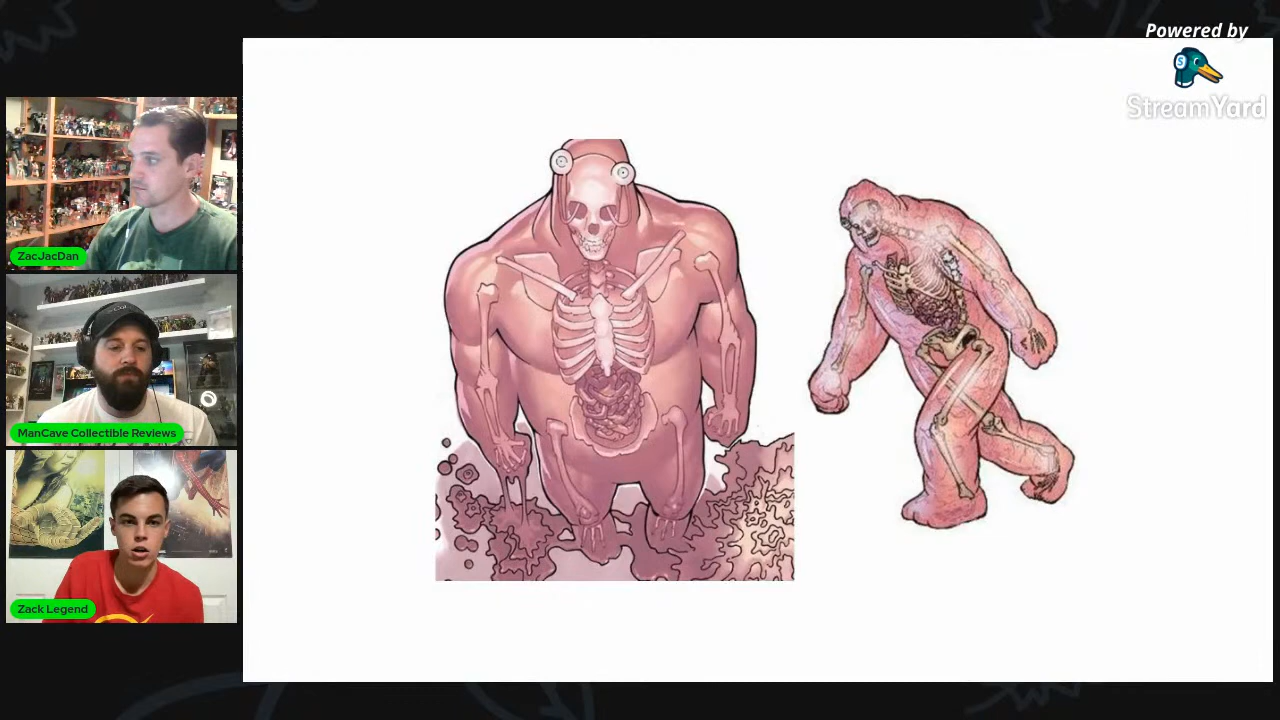 Powered by
StreamYard
ZacJacDan
ManCave Collectible Reviews
Zack Legend